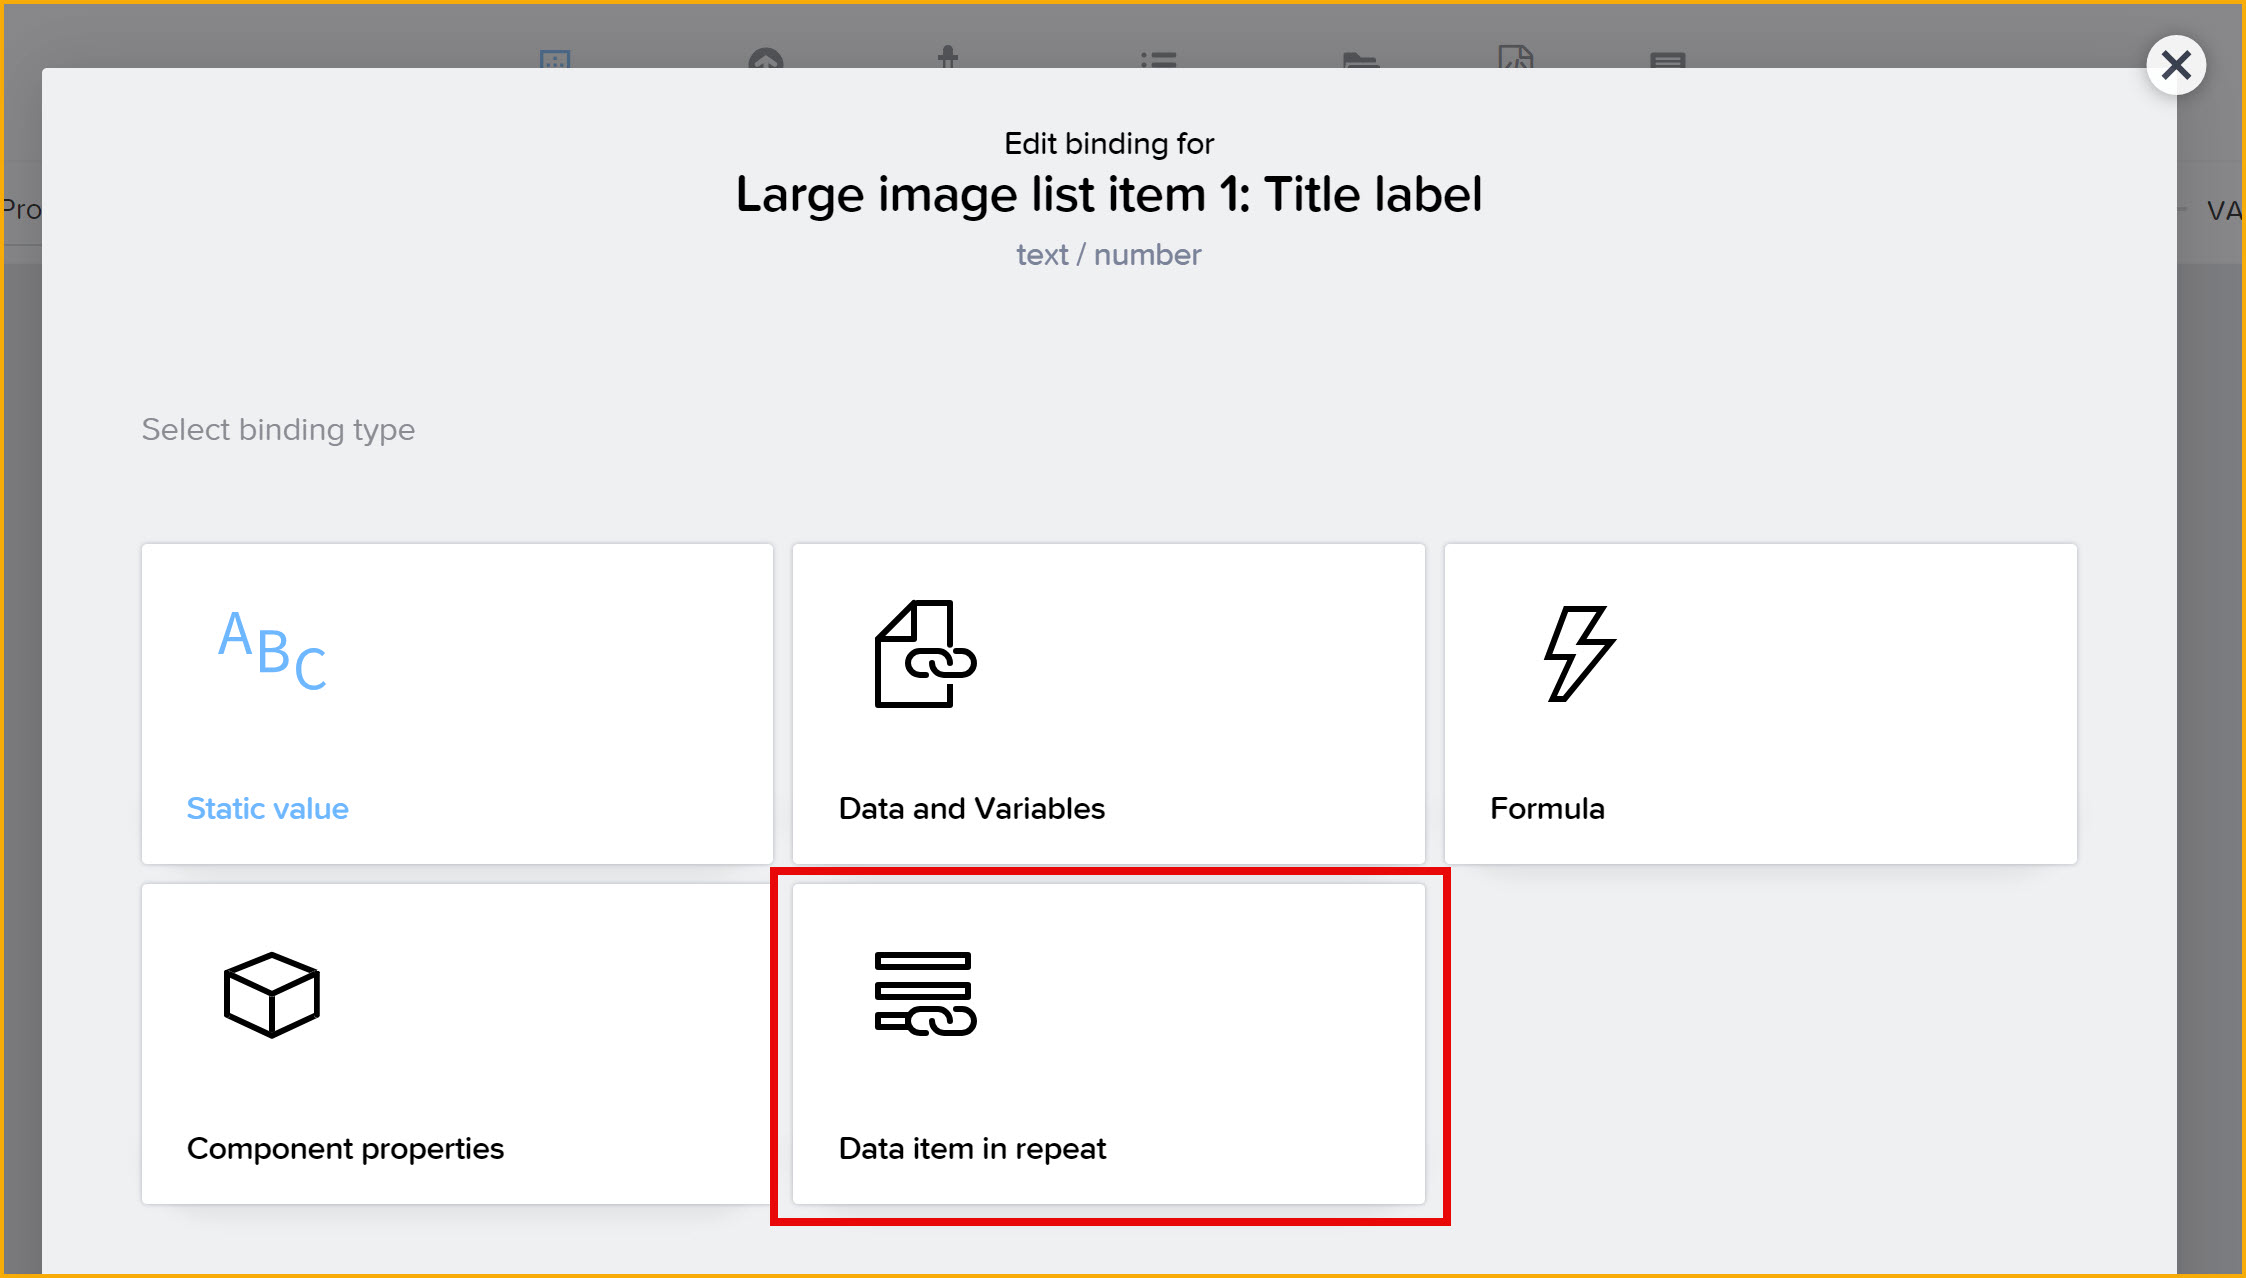 Edit binding for
Large image list item 1: Title label
text / number
Pro
VA
Select binding type
ABC
Static value
Data and Variables
Formula
Component properties
Data item in repeat